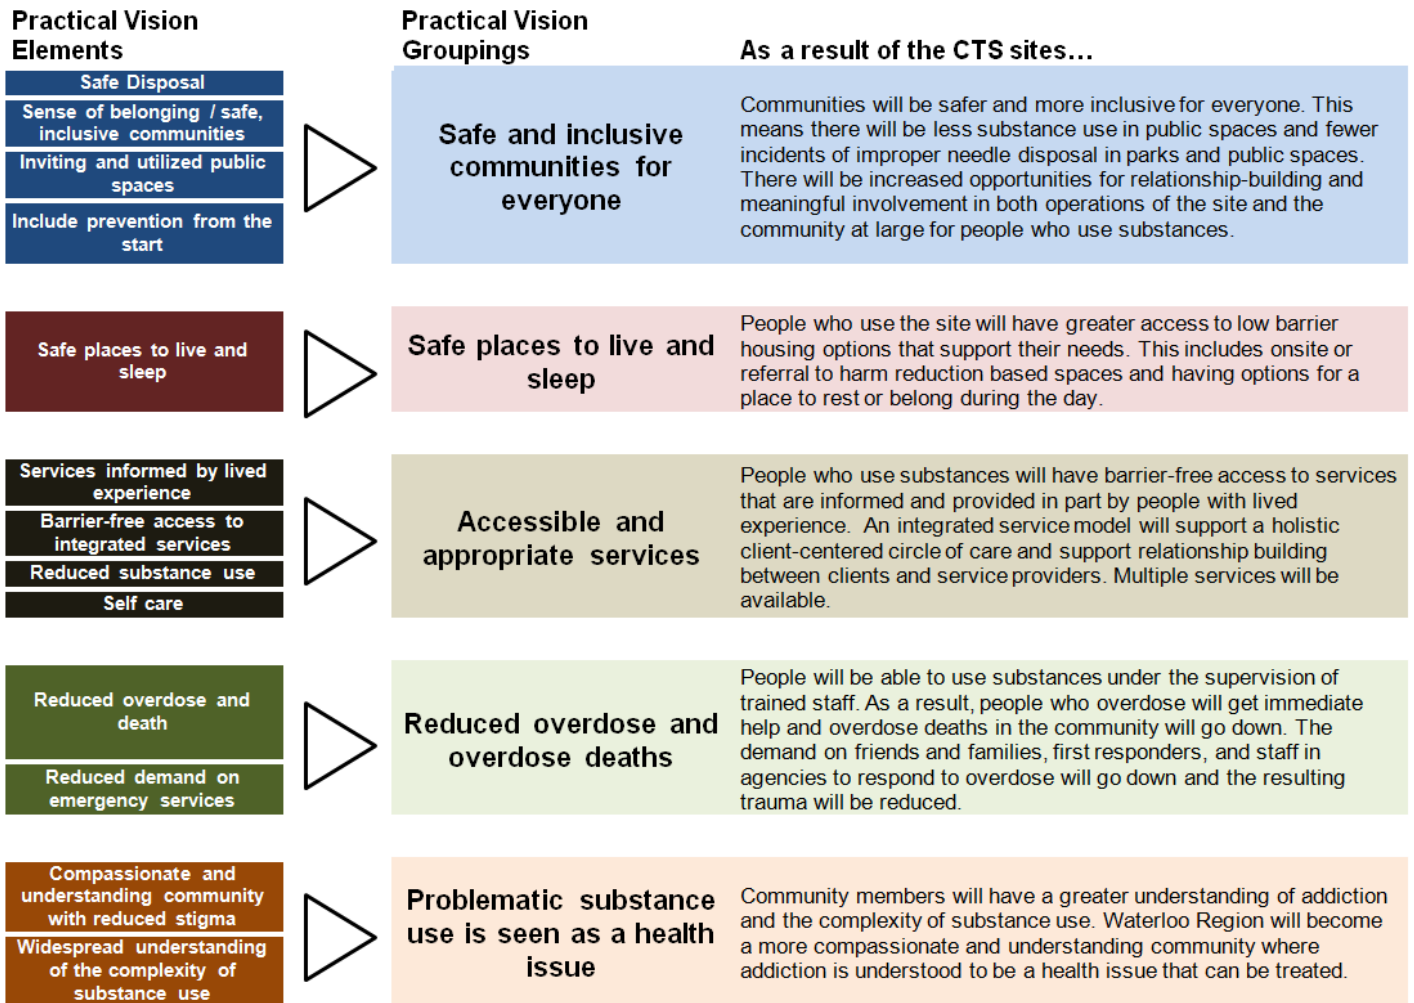 Practical Vision
Elements
Practical Vision
Groupings
As a result of the CTS sites…
Safe Disposal
Sense of belonging / safe,
inclusive communities
Inviting and utilized public
spaces
Include prevention from the
start
Safe and inclusive
communities for
everyone
Communities will be safer and more inclusive for everyone. This
means there will be less substance use in public spaces and fewer
incidents of improper needle disposal in parks and public spaces.
There will be increased opportunities for relationship-building and
meaningful involvement in both operations of the site and the
community at large for people who use substances.
Safe places to live and
sleep
Safe places to live and
sleep
People who use the site will have greater access to low barrier
housing options that support their needs. This includes onsite or
referral to harm reduction based spaces and having options for a
place to rest or belong during the day.
Services informed by lived
experience
Barrier-free access to
integrated services
Reduced substance use
Self care
Accessible and
appropriate services
People who use substances will have barrier-free access to services
that are informed and provided in part by people with lived
experience. An integrated service model will support a holistic
client-centered circle of care and support relationship building
between clients and service providers. Multiple services will be
available.
Reduced overdose and
death
Reduced demand on
emergency services
Reduced overdose and
overdose deaths
People will be able to use substances under the supervision of
trained staff. As a result, people who overdose will get immediate
help and overdose deaths in the community will go down. The
demand on friends and families, first responders, and staff in
agencies to respond to overdose will go down and the resulting
trauma will be reduced.
Compassionate and
understanding community
with reduced stigma
Widespread understanding
of the complexity of
substance use
Problematic substance
use is seen as a health
issue
Community members will have a greater understanding of addiction
and the complexity of substance use. Waterloo Region will become
a more compassionate and understanding community where
addiction is understood to be a health issue that can be treated.